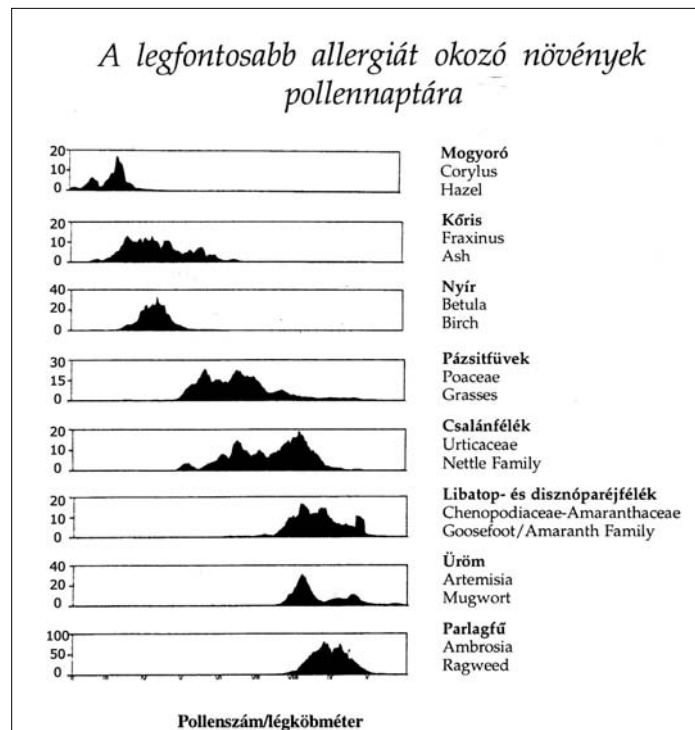 A legfontosabb allergiát okozó növények
pollennaptára
20
10
0
Mogyoró
Corylus
Hazel
20
10
0
Kőris
Fraxinus
Ash
40
20
0
Nyír
Betula
Birch
30
15
0
Pázsitfüvek
Poaceae
Grasses
20
10
0
Csalánfélék
Urticaceae
Nettle Family
20
10
0
Libatop- és disznóparéjfélék
Chenopodiaceae-Amaranthaceae
Goosefoot/Amaranth Family
40
20
0
Üröm
Artemisia
Mugwort
100
50
0
Parlagfű
Ambrosia
Ragweed
Pollenszám/légköbméter